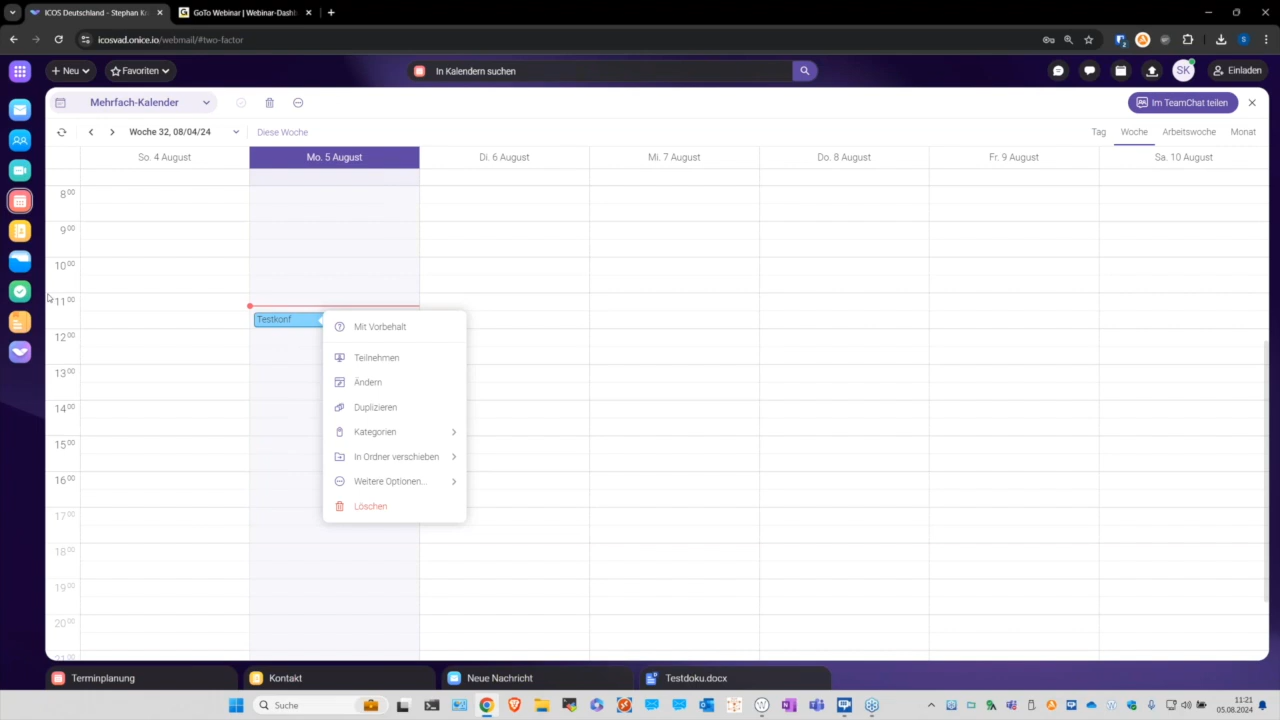 ICOS Deutschland - Stephan Kr
GoTo Webinar | Webinar-Dash
icosvad.onice.io/webmail/#two-factor
+ Neu
Favoriten
In Kalendern suchen
SK
Einladen
Mehrfach-Kalender
Im TeamChat teilen
Woche 32, 08/04/24
Diese Woche
Tag
Woche
Arbeitswoche
Monat
So. 4 August
Mo. 5 August
Di. 6 August
Mi. 7 August
Do. 8 August
Fr. 9 August
Sa. 10 August
8 00
9 00
10 00
11 00
Testkonf
Mit Vorbehalt
12 00
Teilnehmen
13 00
Ändern
14 00
Duplizieren
Kategorien
15 00
In Ordner verschieben
16 00
Weitere Optionen...
Löschen
17 00
18 00
19 00
20 00
21 00
Terminplanung
Kontakt
Neue Nachricht
Testdoku.docx
Suche
11:21
05.08.2024